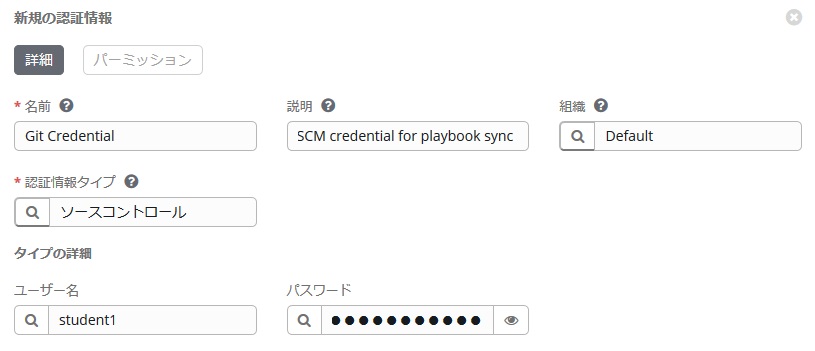 新規の認証情報
詳細 パーミッション
* 名前 説明 組織
Git Credential SCM credential for playbook sync Default
* 認証情報タイプ
ソースコントロール
タイプの詳細
ユーザー名 パスワード
student1 ●●●●●●●●●●●